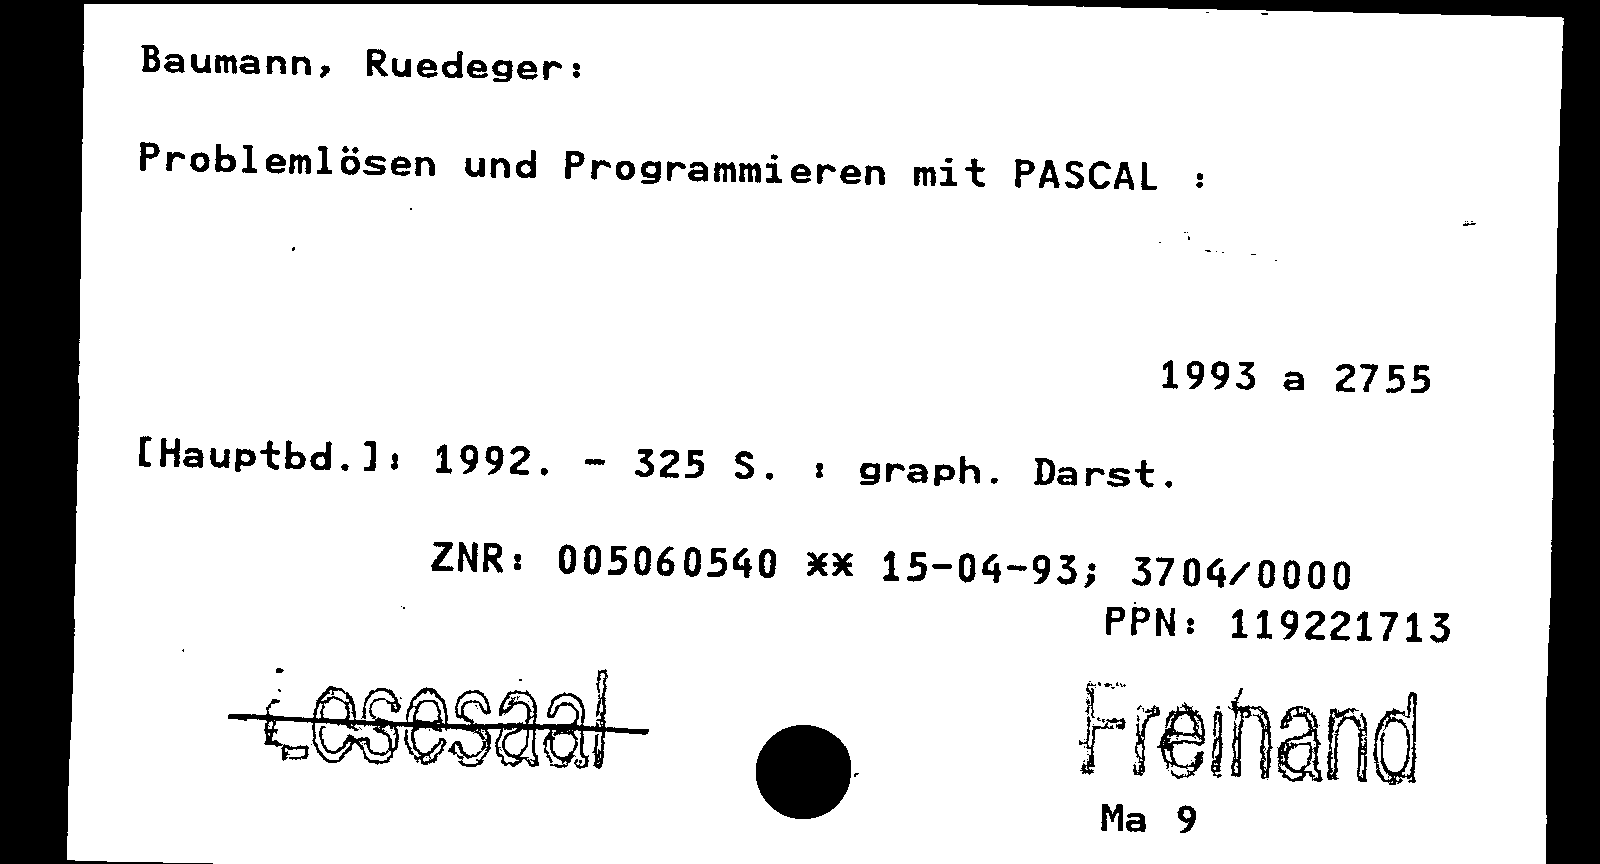 Baumann, Ruedeger:
Problemlösen und Programmieren mit PASCAL :
1993 a 2755
[Hauptbd.]: 1992. - 325 S. : graph. Darst.
ZNR: 005060540 ** 15-04-93; 3704/0000
PPN: 119221713
Lesesaal
Freihand
Ma 9